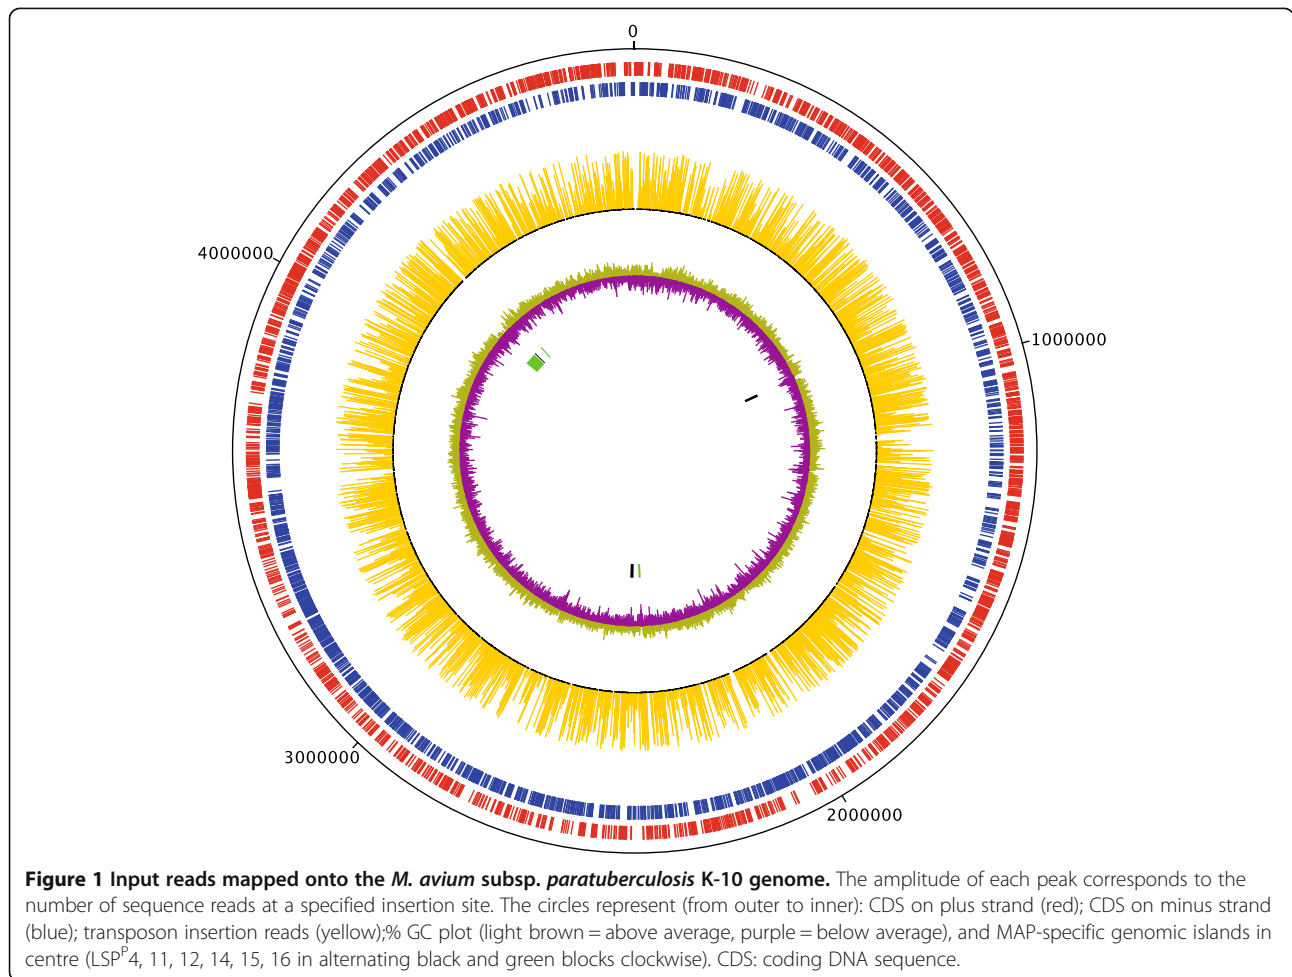 0
4000000
1000000
3000000
2000000
Figure 1 Input reads mapped onto the M. avium subsp. paratuberculosis K-10 genome. The amplitude of each peak corresponds to the
number of sequence reads at a specified insertion site. The circles represent (from outer to inner): CDS on plus strand (red); CDS on minus strand
(blue); transposon insertion reads (yellow);% GC plot (light brown = above average, purple = below average), and MAP-specific genomic islands in
centre (LSPᴾ4, 11, 12, 14, 15, 16 in alternating black and green blocks clockwise). CDS: coding DNA sequence.